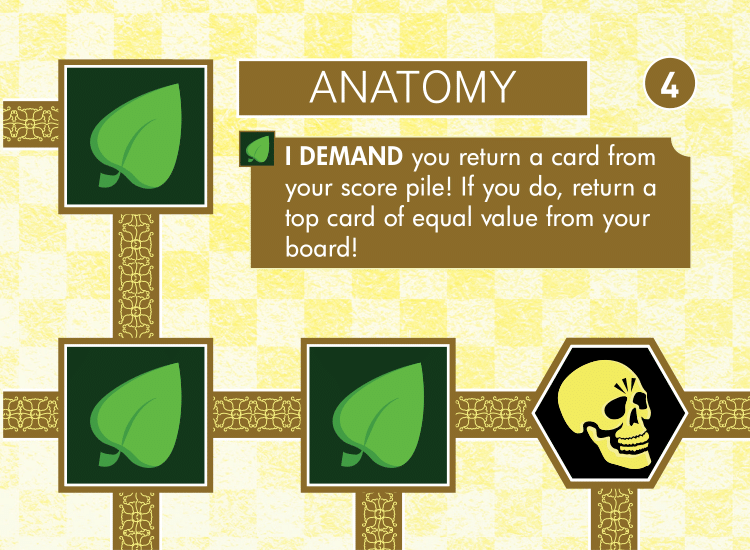 ANATOMY
4
I DEMAND you return a card from
your score pile! If you do, return a
top card of equal value from your
board!